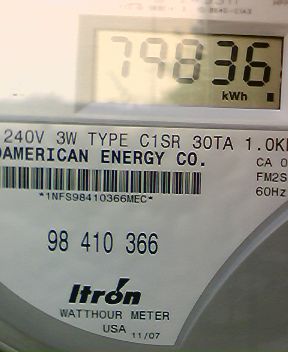 79836
kWh
240V 3W TYPE C1SR 30TA 1.0K
AMERICAN ENERGY CO.
CA 0
FM2S
*1NFS98410366MEC*
60Hz
98 410 366
Itron
WATTHOUR METER
USA 11/07